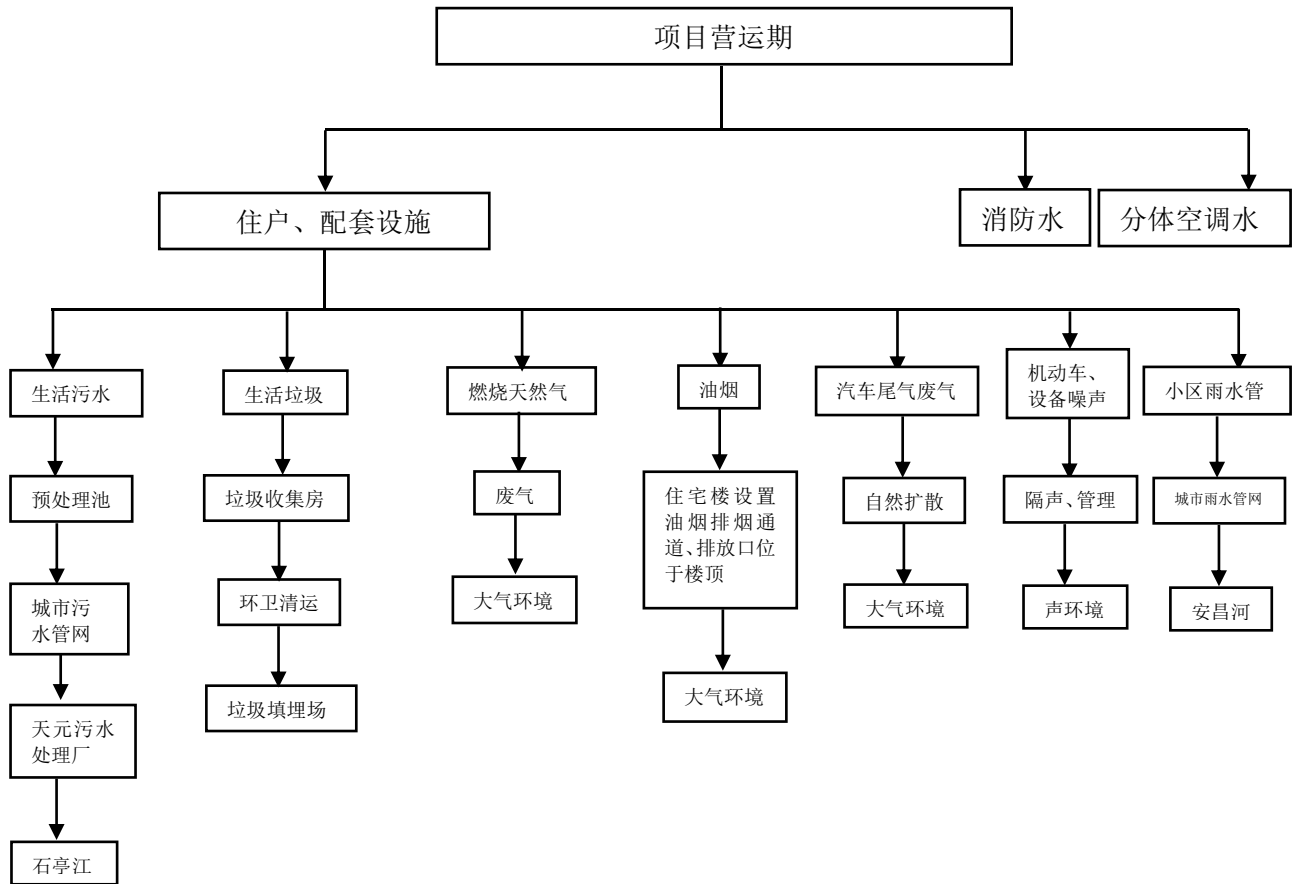 项目营运期
住户、配套设施
消防水
分体空调水
生活污水
生活垃圾
燃烧天然气
油烟
汽车尾气废气
机动车、
设备噪声
小区雨水管
预处理池
垃圾收集房
废气
住宅楼设置
油烟排烟通
道、排放口位
于楼顶
自然扩散
隔声、管理
城市雨水管网
城市污
水管网
环卫清运
大气环境
大气环境
声环境
安昌河
天元污水
处理厂
垃圾填埋场
大气环境
石亭江